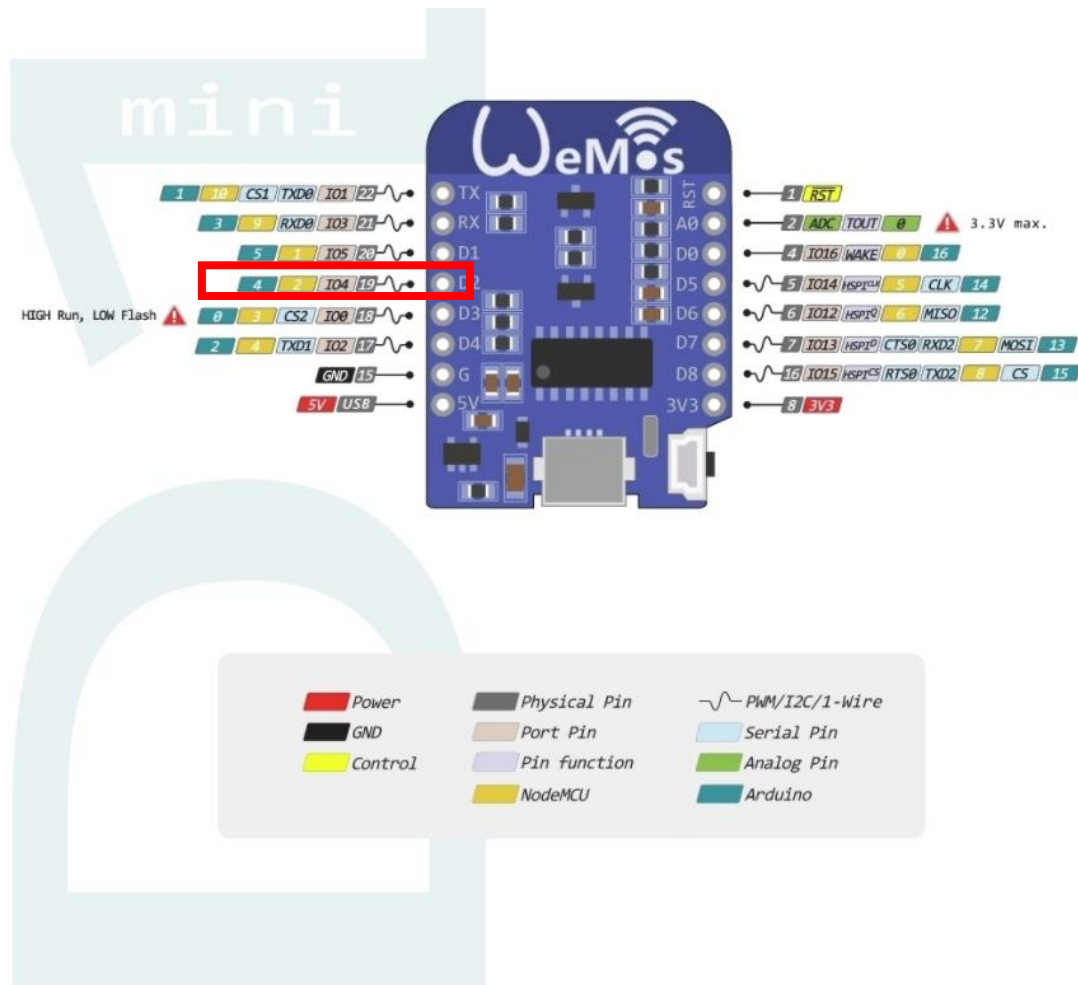 mini
WeMos
1 10 CS1 TXD0 IO1 22 TX RST 1 RST
3 9 RXD0 IO3 21 RX A0 2 ADC TOUT 0 3.3V max.
5 1 IO5 20 D1 D0 4 IO16 WAKE 0 16
4 2 IO4 19 D2 D5 5 IO14 HSPICLK 5 CLK 14
HIGH Run, LOW Flash 0 3 CS2 IO0 18 D3 D6 6 IO12 HSPIQ 6 MISO 12
2 4 TXD1 IO2 17 D4 D7 7 IO13 HSPID CTS0 RXD2 7 MOSI 13
GND 15 G D8 16 IO15 HSPICS RTS0 TXD2 8 CS 15
5V USB 5V 3V3 8 3V3
Power Physical Pin PWM/I2C/1-Wire
GND Port Pin Serial Pin
Control Pin function Analog Pin
NodeMCU Arduino
D